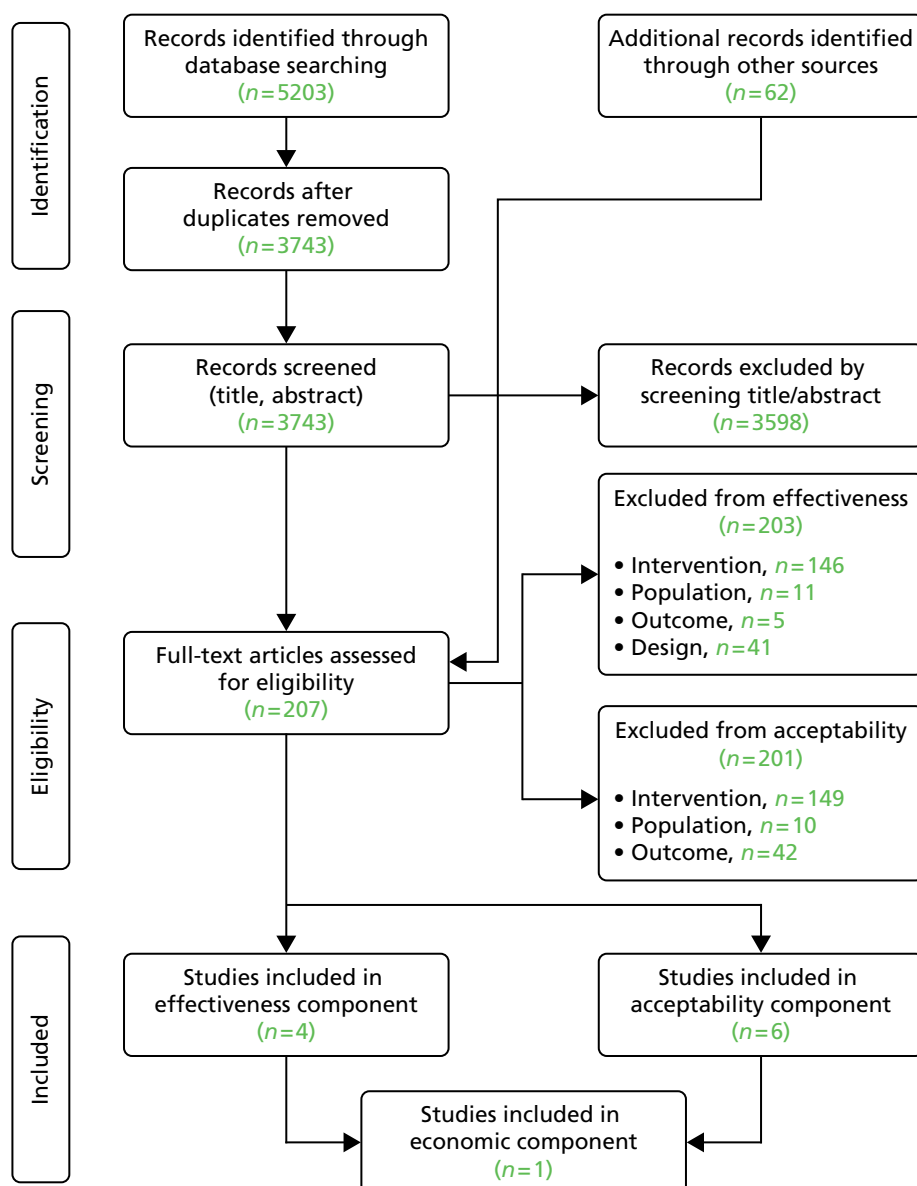 Identification
Records identified through
database searching
(n=5203)
Additional records identified
through other sources
(n=62)
Records after
duplicates removed
(n=3743)
Screening
Records screened
(title, abstract)
(n=3743)
Records excluded by
screening title/abstract
(n=3598)
Eligibility
Full-text articles assessed
for eligibility
(n=207)
Excluded from effectiveness
(n=203)
• Intervention, n=146
• Population, n=11
• Outcome, n=5
• Design, n=41
Excluded from acceptability
(n=201)
• Intervention, n=149
• Population, n=10
• Outcome, n=42
Included
Studies included in
effectiveness component
(n=4)
Studies included in
acceptability component
(n=6)
Studies included in
economic component
(n=1)